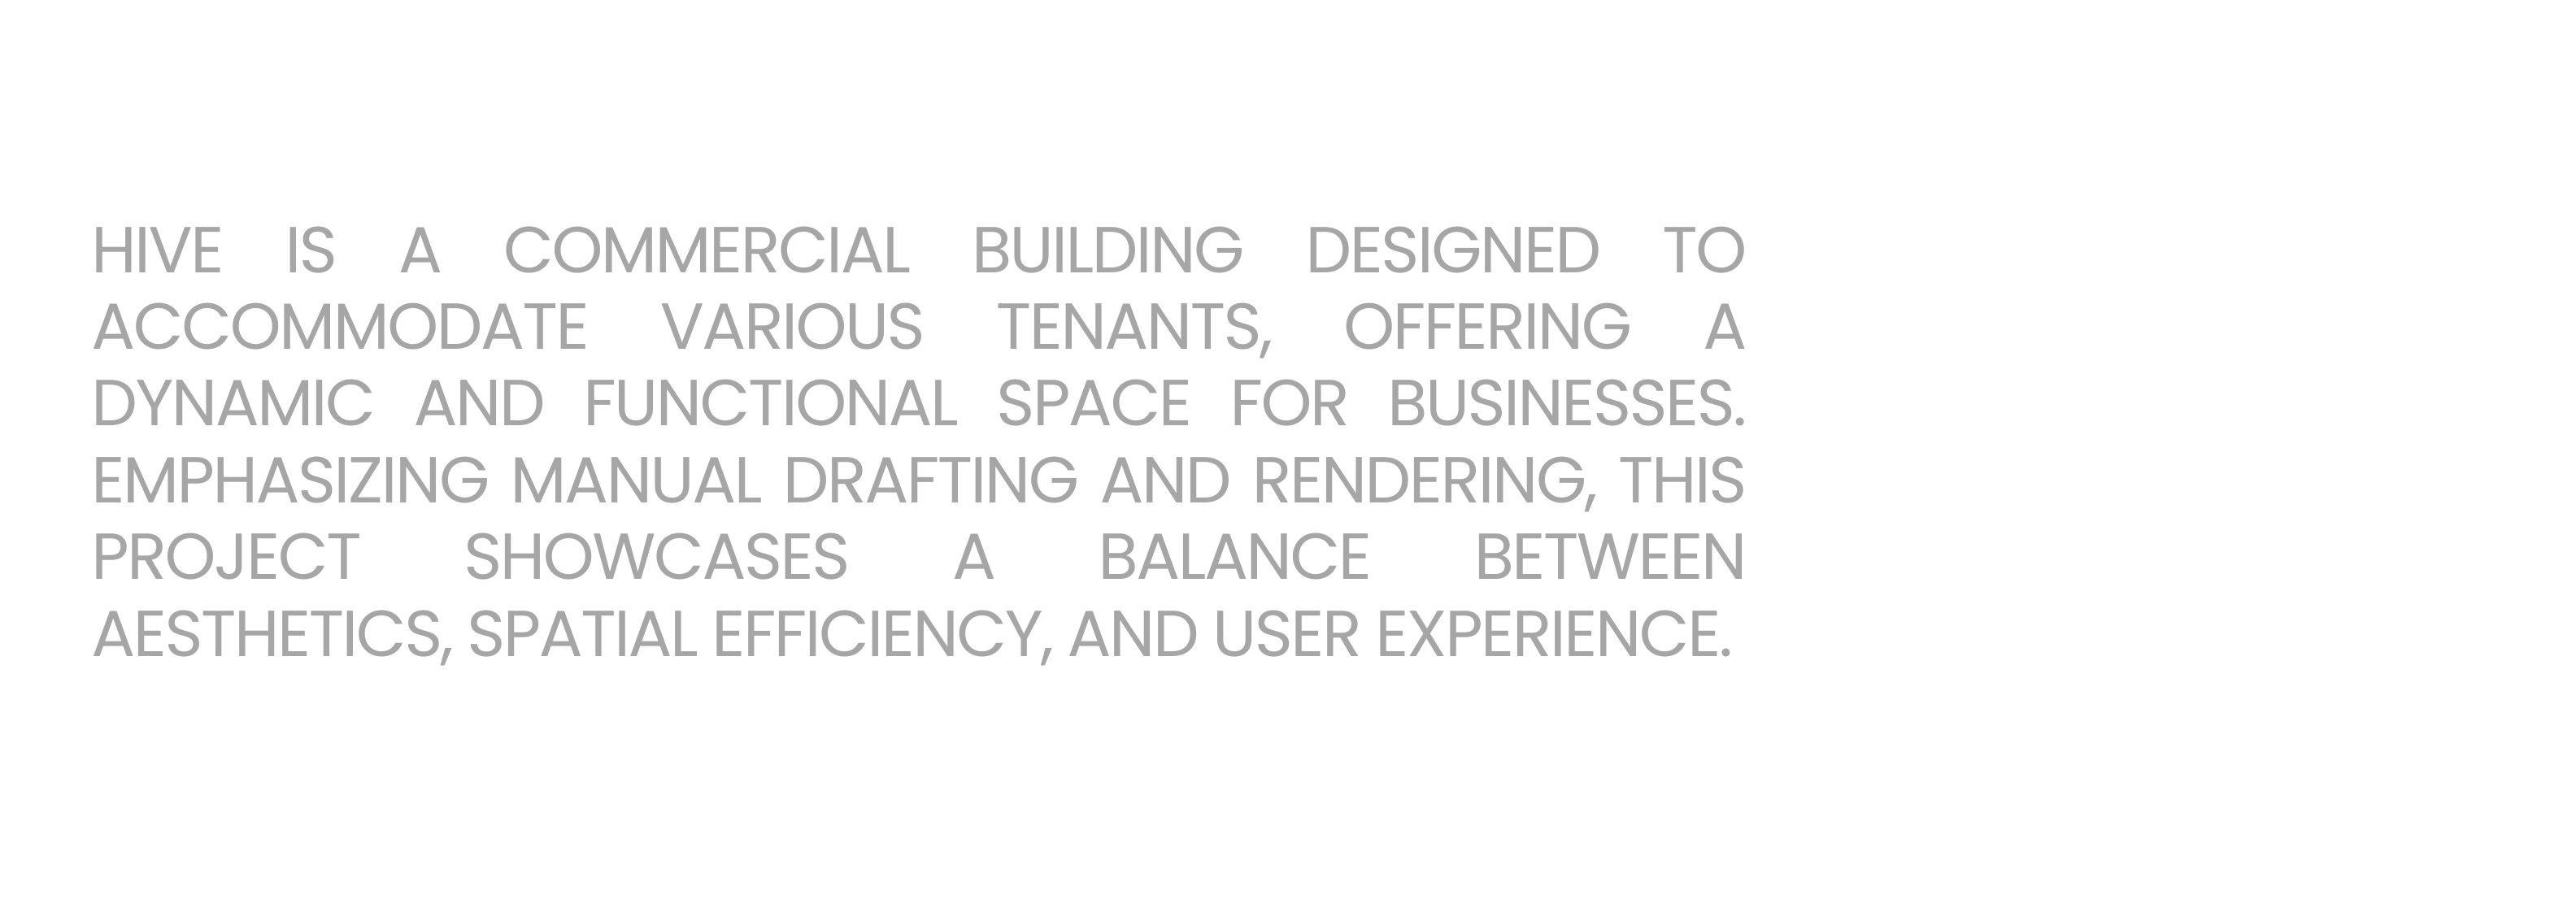 HIVE IS A COMMERCIAL BUILDING DESIGNED TO
ACCOMMODATE VARIOUS TENANTS, OFFERING A
DYNAMIC AND FUNCTIONAL SPACE FOR BUSINESSES.
EMPHASIZING MANUAL DRAFTING AND RENDERING, THIS
PROJECT SHOWCASES A BALANCE BETWEEN
AESTHETICS, SPATIAL EFFICIENCY, AND USER EXPERIENCE.